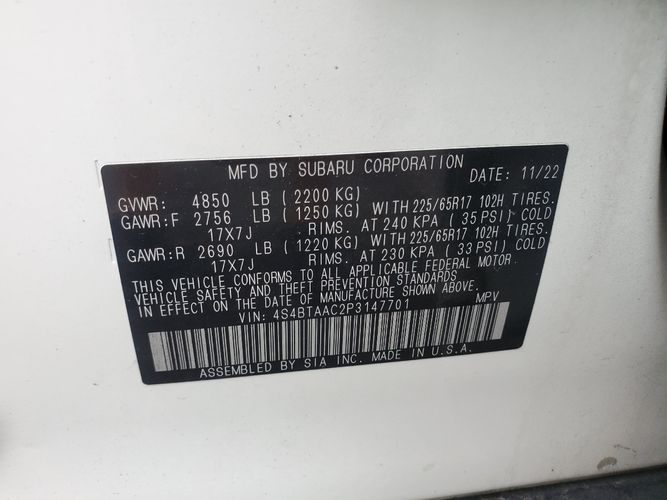 MFD BY SUBARU CORPORATION DATE: 11/22
GVWR: 4850 LB (2200 KG)
GAWR:F 2756 LB (1250 KG) WITH 225/65R17 102H TIRES.
17X7J RIMS. AT 240 KPA (35 PSI) COLD
GAWR:R 2690 LB (1220 KG) WITH 225/65R17 102H TIRES.
17X7J RIMS. AT 230 KPA (33 PSI) COLD
THIS VEHICLE CONFORMS TO ALL APPLICABLE FEDERAL MOTOR
VEHICLE SAFETY AND THEFT PREVENTION STANDARDS
IN EFFECT ON THE DATE OF MANUFACTURE SHOWN ABOVE.
VIN: 4S4BTAAC2P3147701 MPV
ASSEMBLED BY SIA INC. MADE IN U.S.A.